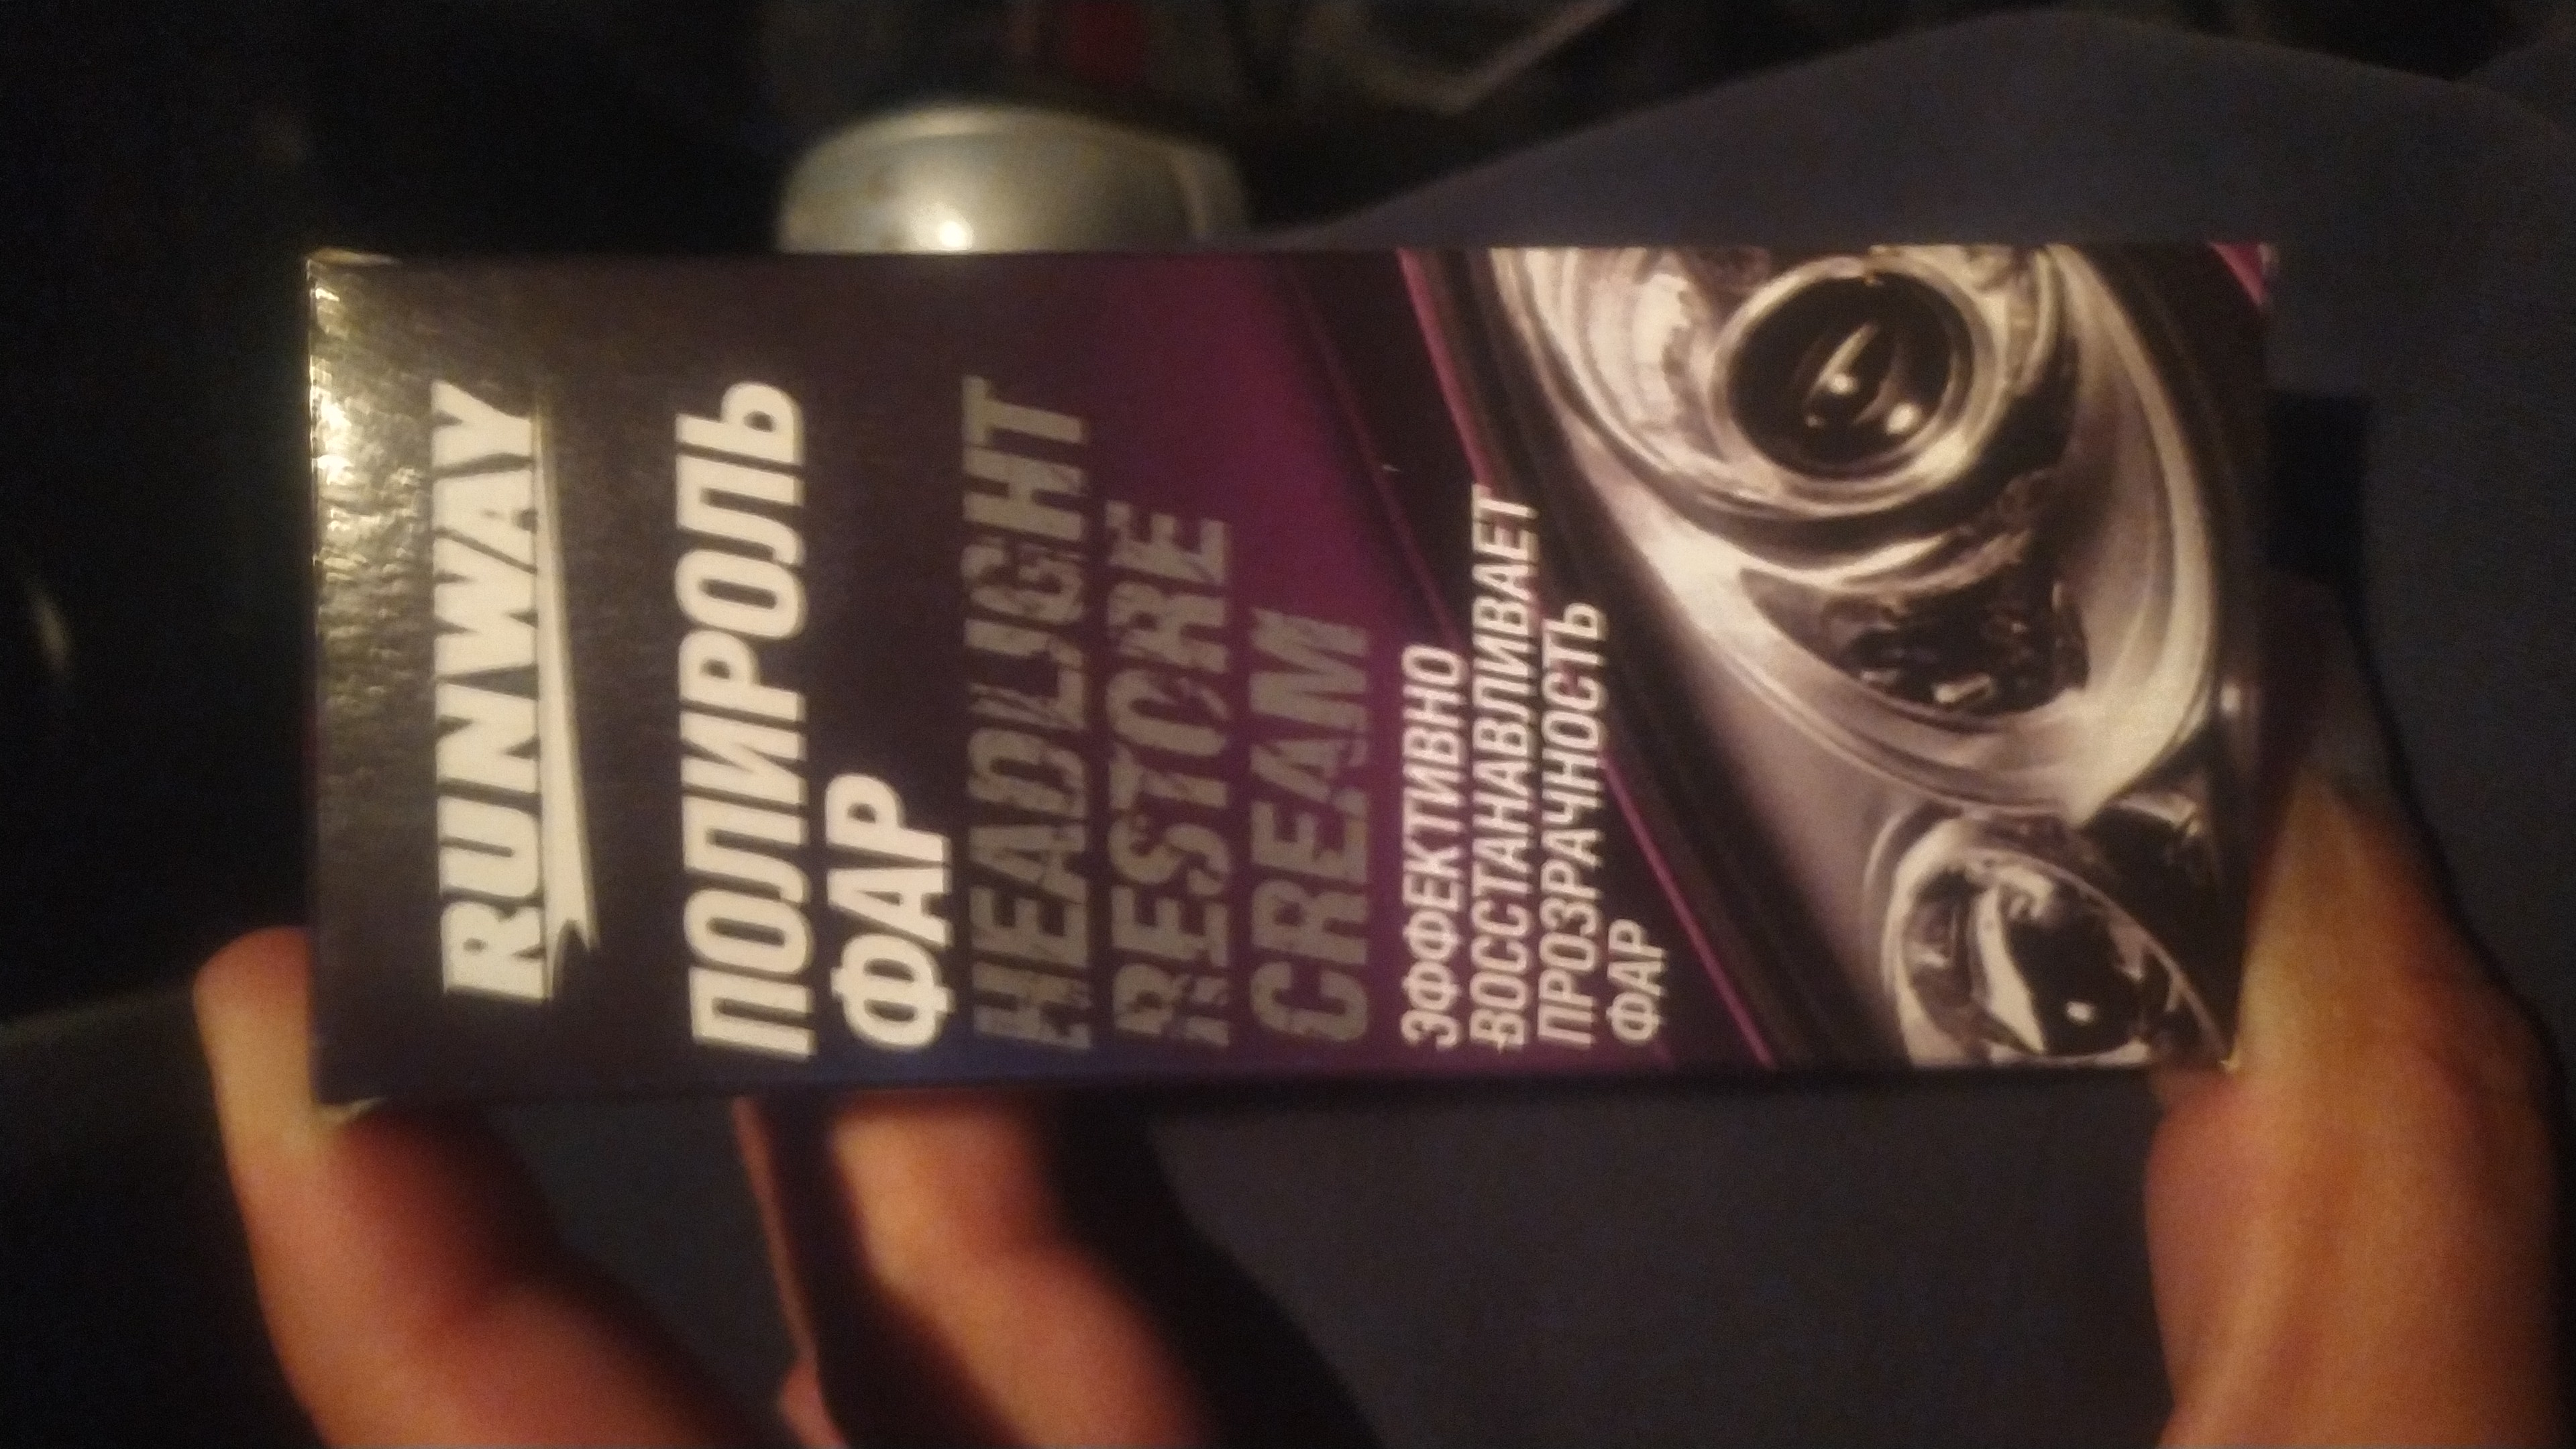 RUNWAY
ПОЛИРОЛЬ
ФАР
HEADLIGHT
RESTORE
CREAM
ЭФФЕКТИВНО
ВОССТАНАВЛИВАЕТ
ПРОЗРАЧНОСТЬ
ФАР